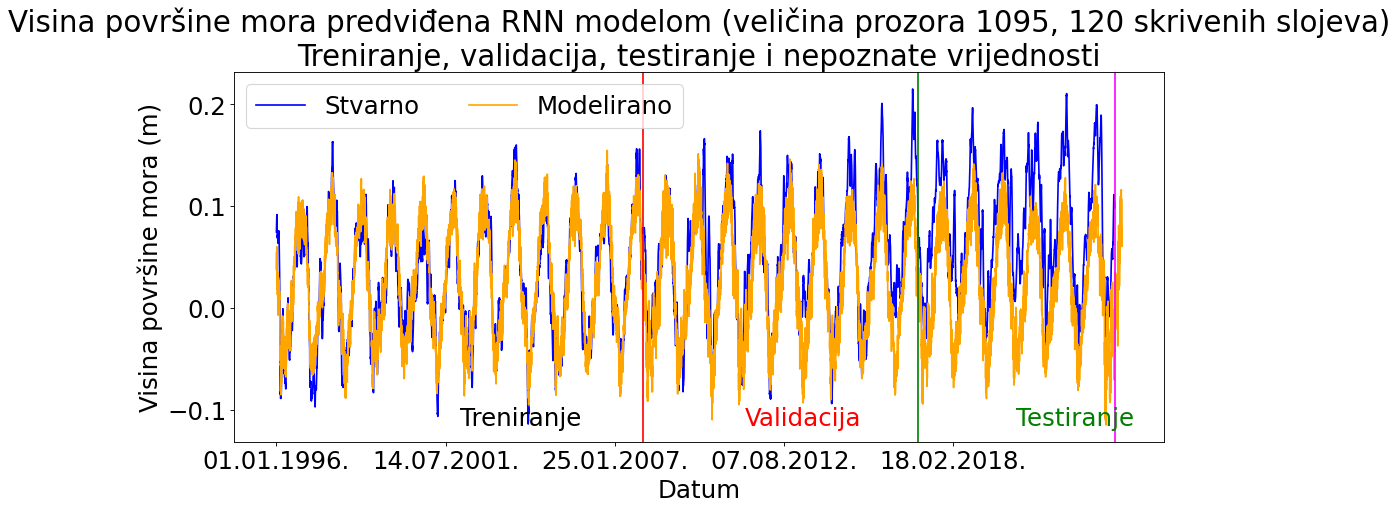 Visina površine mora predviđena RNN modelom (veličina prozora 1095, 120 skrivenih slojeva)
Treniranje, validacija, testiranje i nepoznate vrijednosti
Stvarno
Modelirano
Visina površine mora (m)
0.2
0.1
0.0
−0.1
Treniranje
Validacija
Testiranje
01.01.1996.
14.07.2001.
25.01.2007.
07.08.2012.
18.02.2018.
Datum